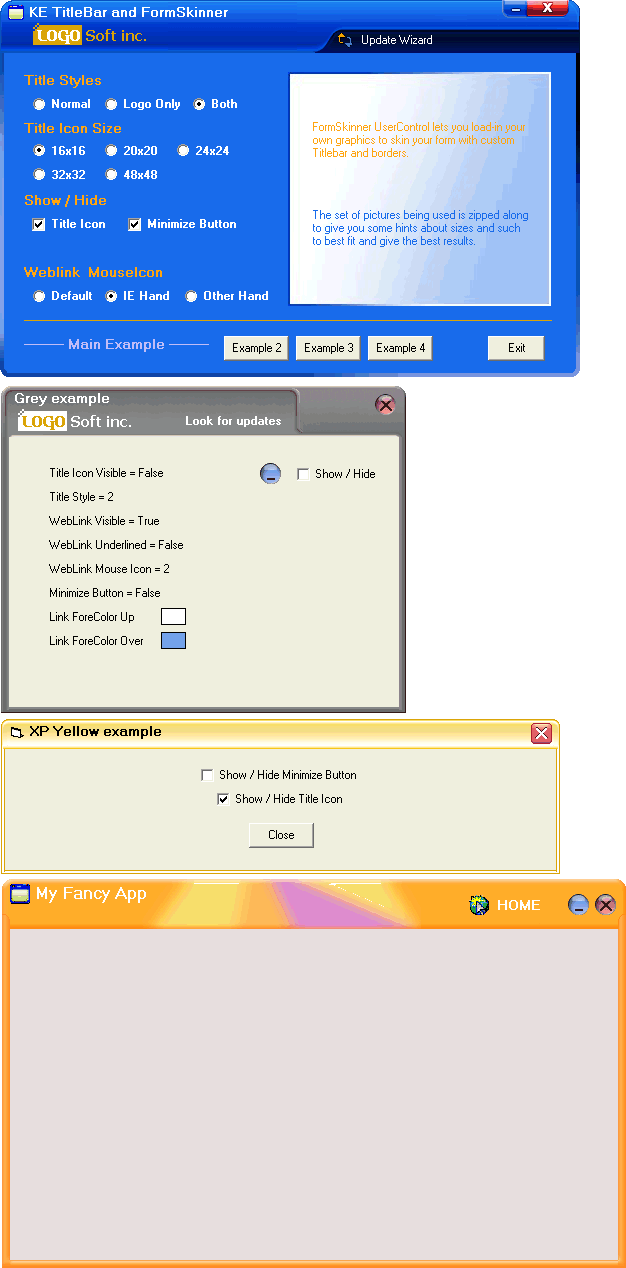 KE TitleBar and FormSkinner
LOGO Soft inc.
Update Wizard
Title Styles
Normal Logo Only Both
Title Icon Size
16x16 20x20 24x24
32x32 48x48
Show / Hide
Title Icon Minimize Button
Weblink MouseIcon
Default IE Hand Other Hand
FormSkinner UserControl lets you load-in your
own graphics to skin your form with custom
Titlebar and borders.
The set of pictures being used is zipped along
to give you some hints about sizes and such
to best fit and give the best results.
Main Example
Example 2 Example 3 Example 4 Exit
Grey example
LOGO Soft inc.
Look for updates
Title Icon Visible = False
Show / Hide
Title Style = 2
WebLink Visible = True
WebLink Underlined = False
WebLink Mouse Icon = 2
Minimize Button = False
Link ForeColor Up
Link ForeColor Over
XP Yellow example
Show / Hide Minimize Button
Show / Hide Title Icon
Close
My Fancy App
HOME